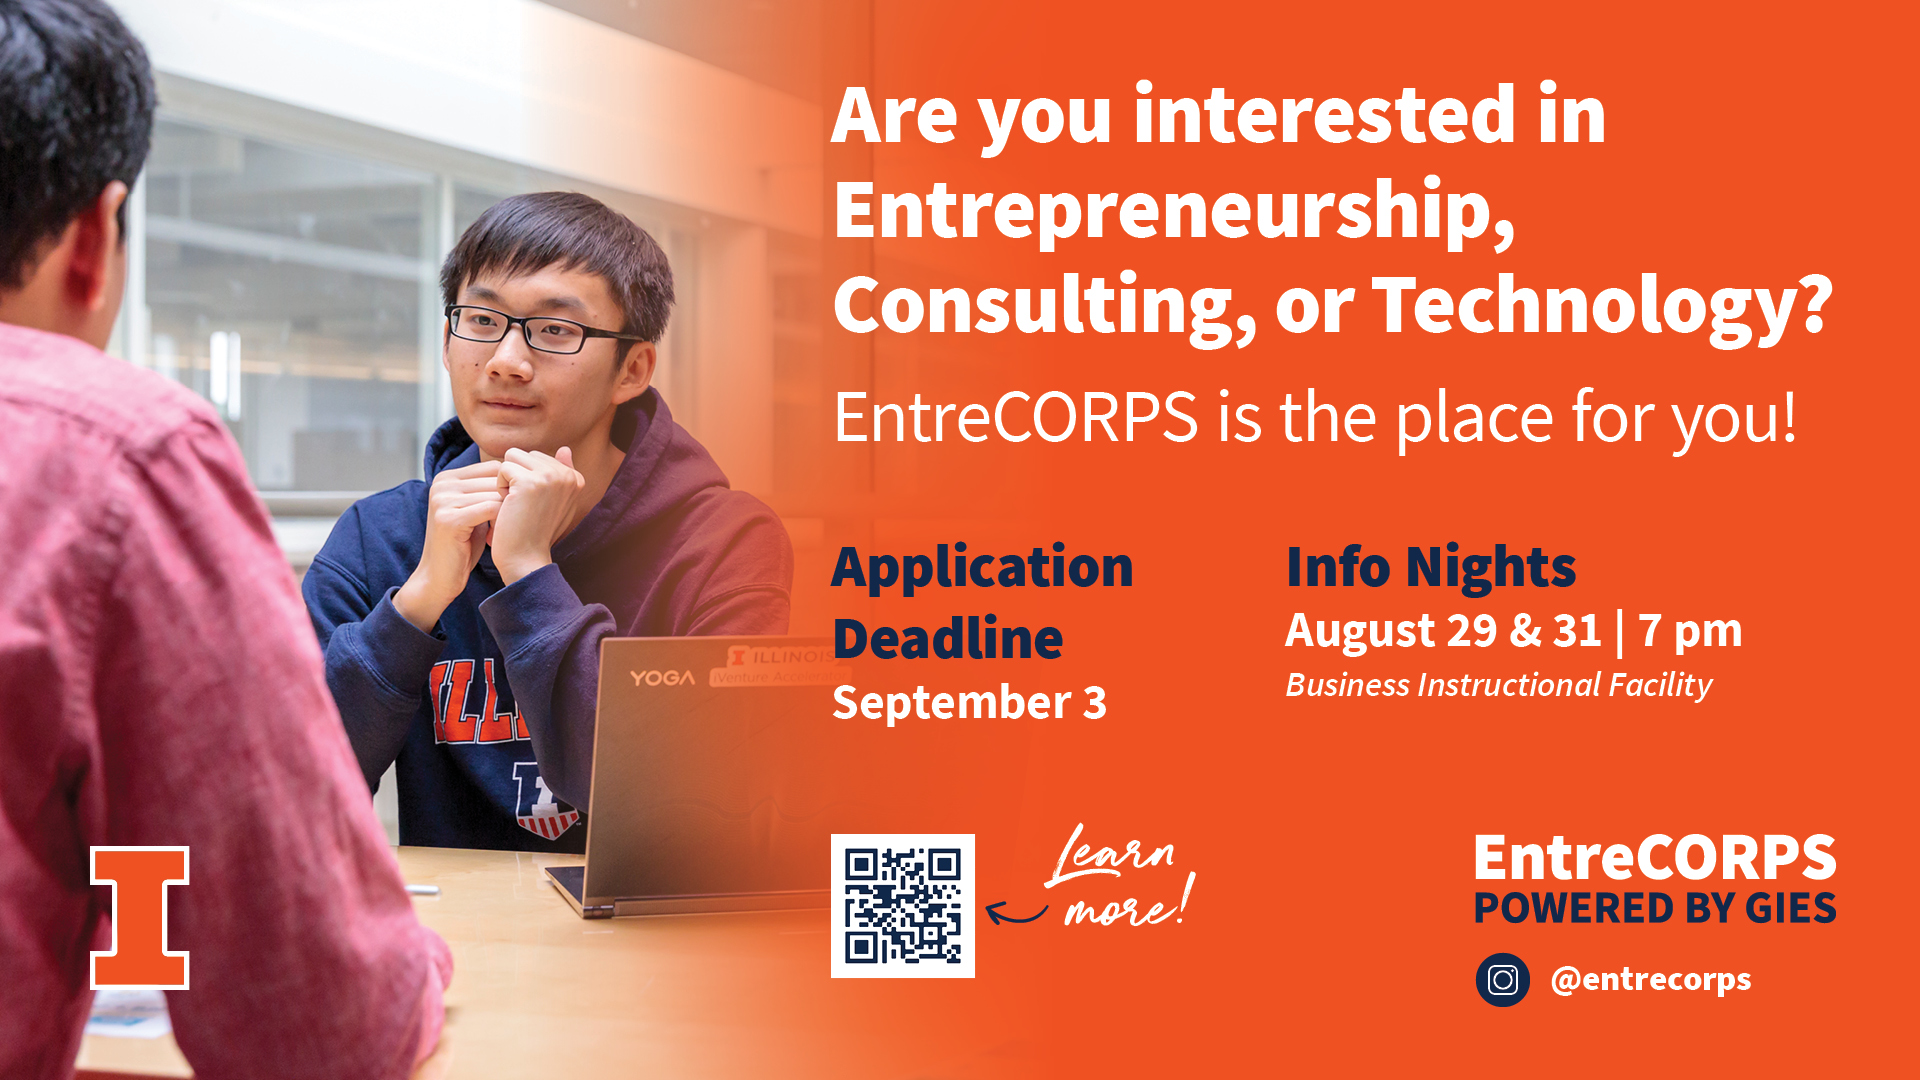 Are you interested in
Entrepreneurship,
Consulting, or Technology?
EntreCORPS is the place for you!
Application
Deadline
September 3
Info Nights
August 29 & 31 | 7 pm
Business Instructional Facility
YOGA
I ILLINOIS
iVenture Accelerator
ILL
I
I
Learn
more!
EntreCORPS
POWERED BY GIES
@entrecorps